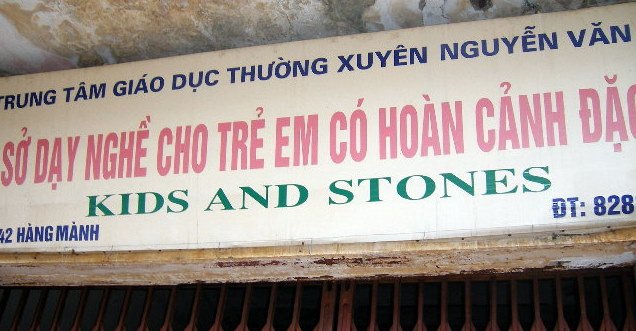 TRUNG TÂM GIÁO DỤC THƯỜNG XUYÊN NGUYỄN VĂN
SỞ DẠY NGHỀ CHO TRẺ EM CÓ HOÀN CẢNH ĐẶ
KIDS AND STONES
42 HÀNG MÀNH
ĐT: 828